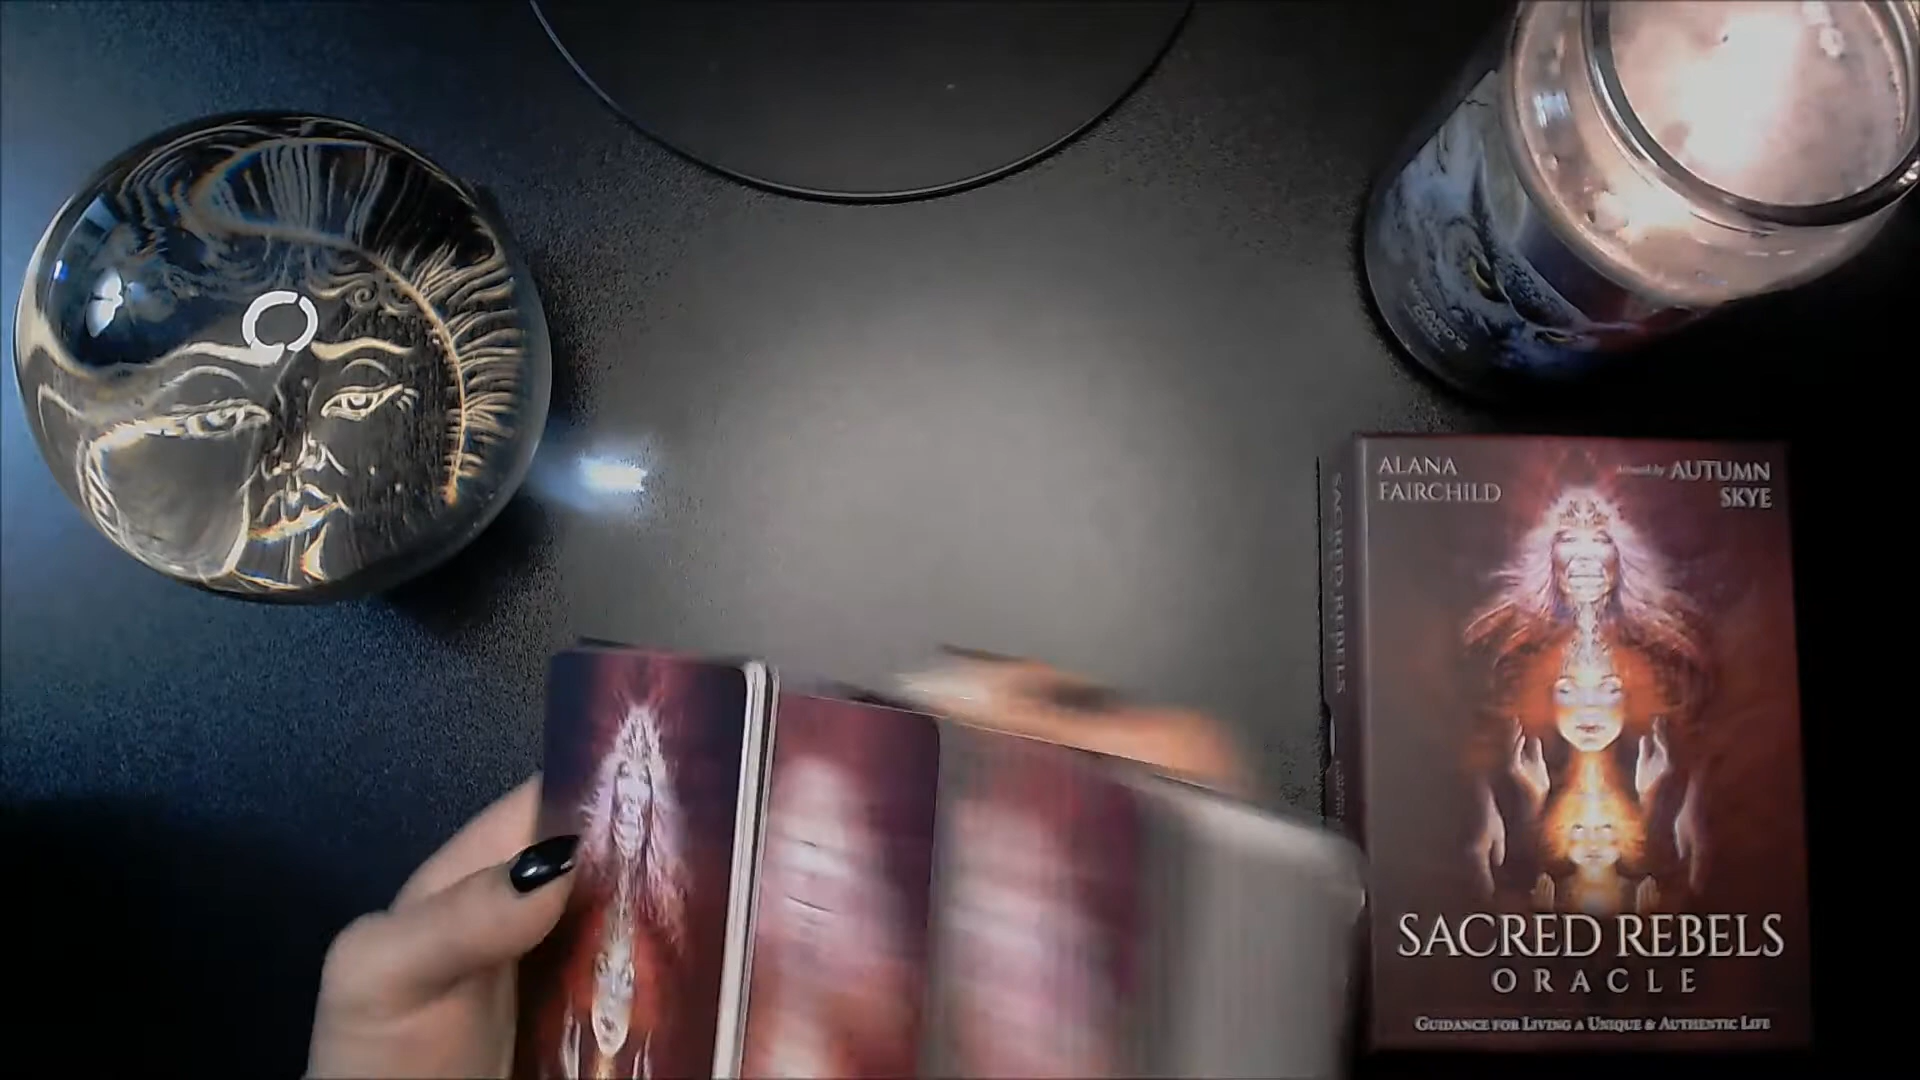 ALANA
FAIRCHILD
Artwork by AUTUMN
SKYE
SACRED REBELS
SACRED REBELS
ORACLE
GUIDANCE FOR LIVING A UNIQUE & AUTHENTIC LIFE